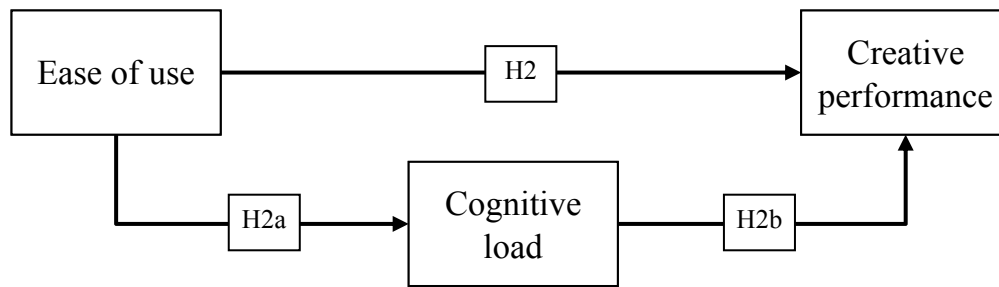 Ease of use
H2
Creative
performance
H2a
Cognitive
load
H2b